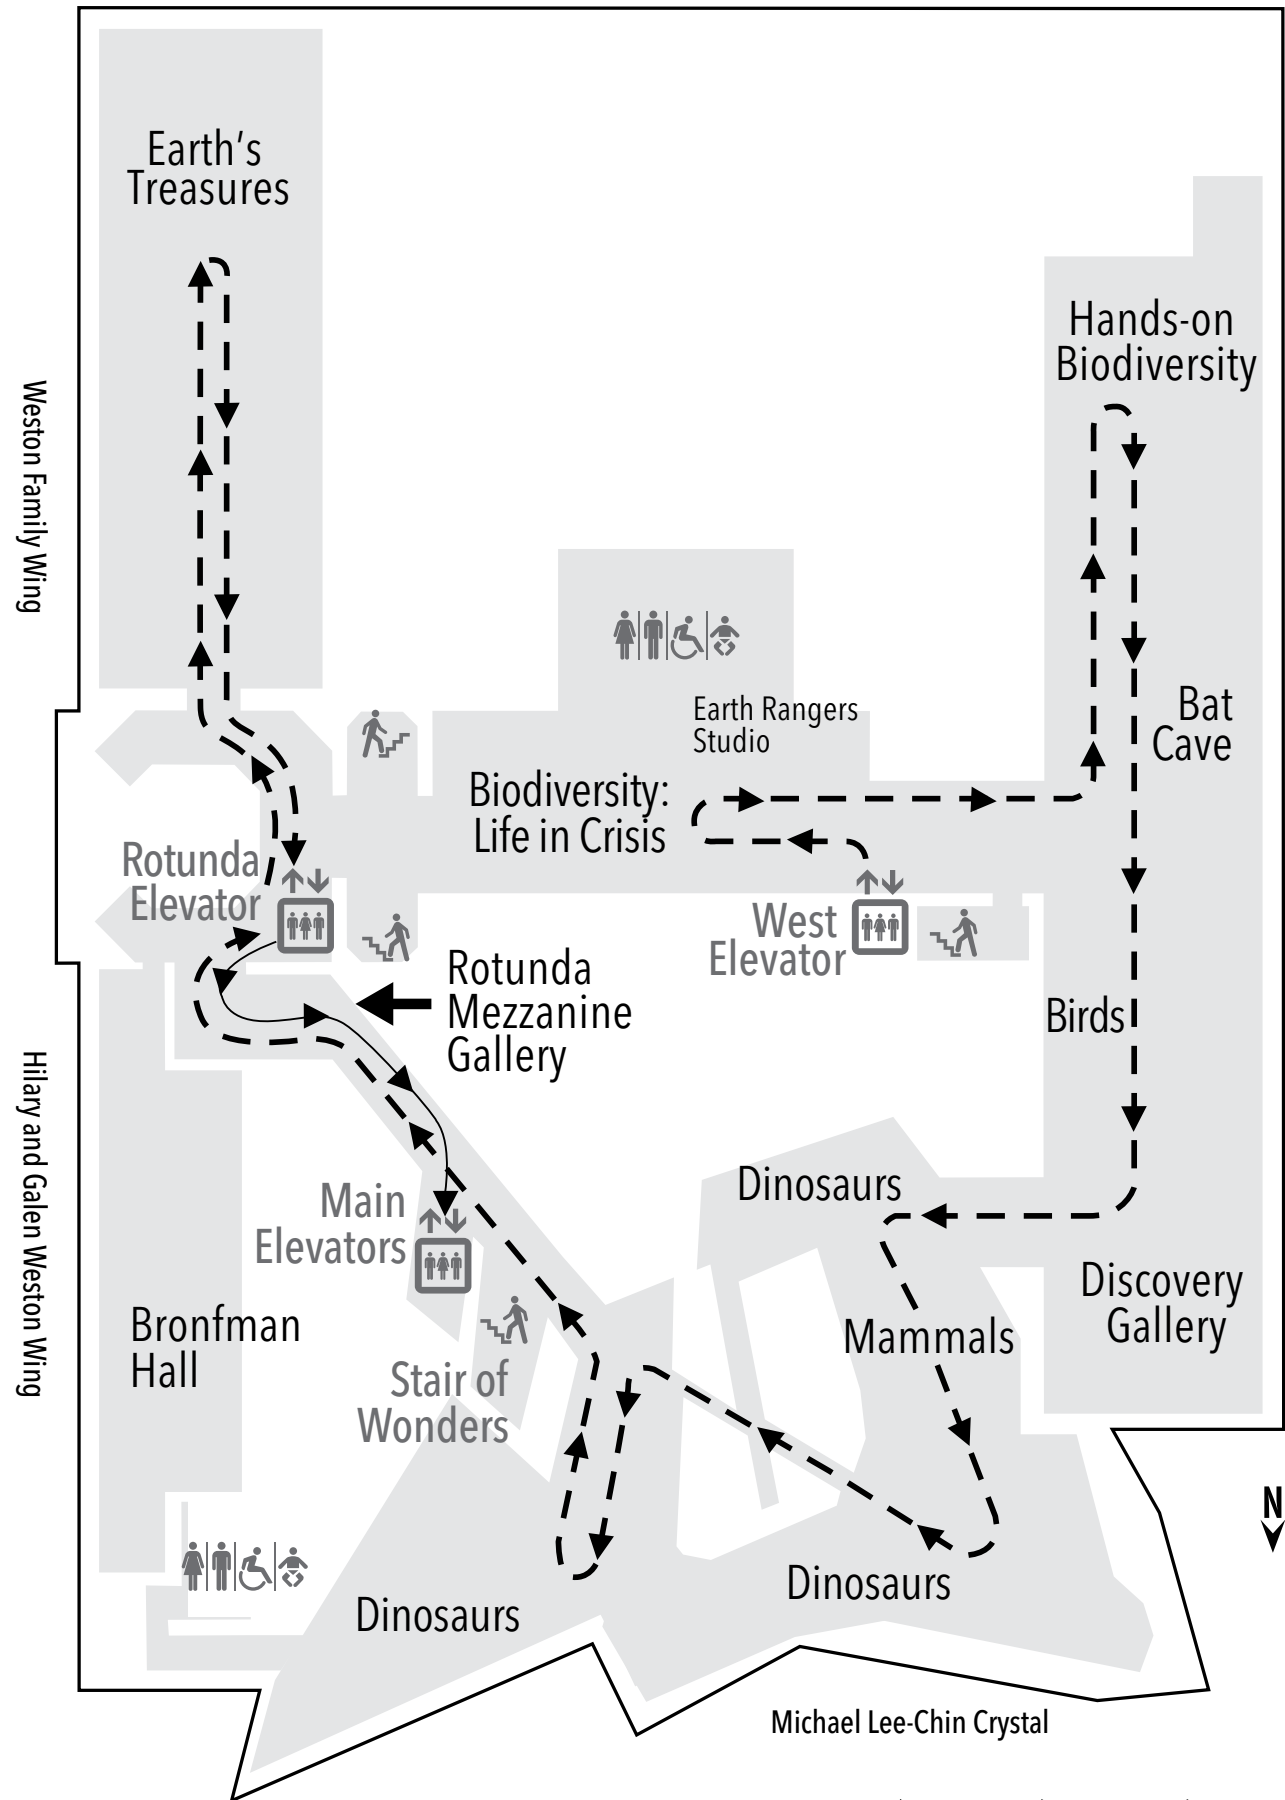 Earth's
Treasures
Hands-on
Biodiversity
Weston Family Wing
Earth Rangers
Studio
Bat
Cave
Biodiversity:
Life in Crisis
Rotunda
Elevator
West
Elevator
Rotunda
Mezzanine
Gallery
Birds
Hilary and Galen Weston Wing
Dinosaurs
Main
Elevators
Discovery
Gallery
Bronfman
Hall
Mammals
Stair of
Wonders
N
Dinosaurs
Dinosaurs
Michael Lee-Chin Crystal